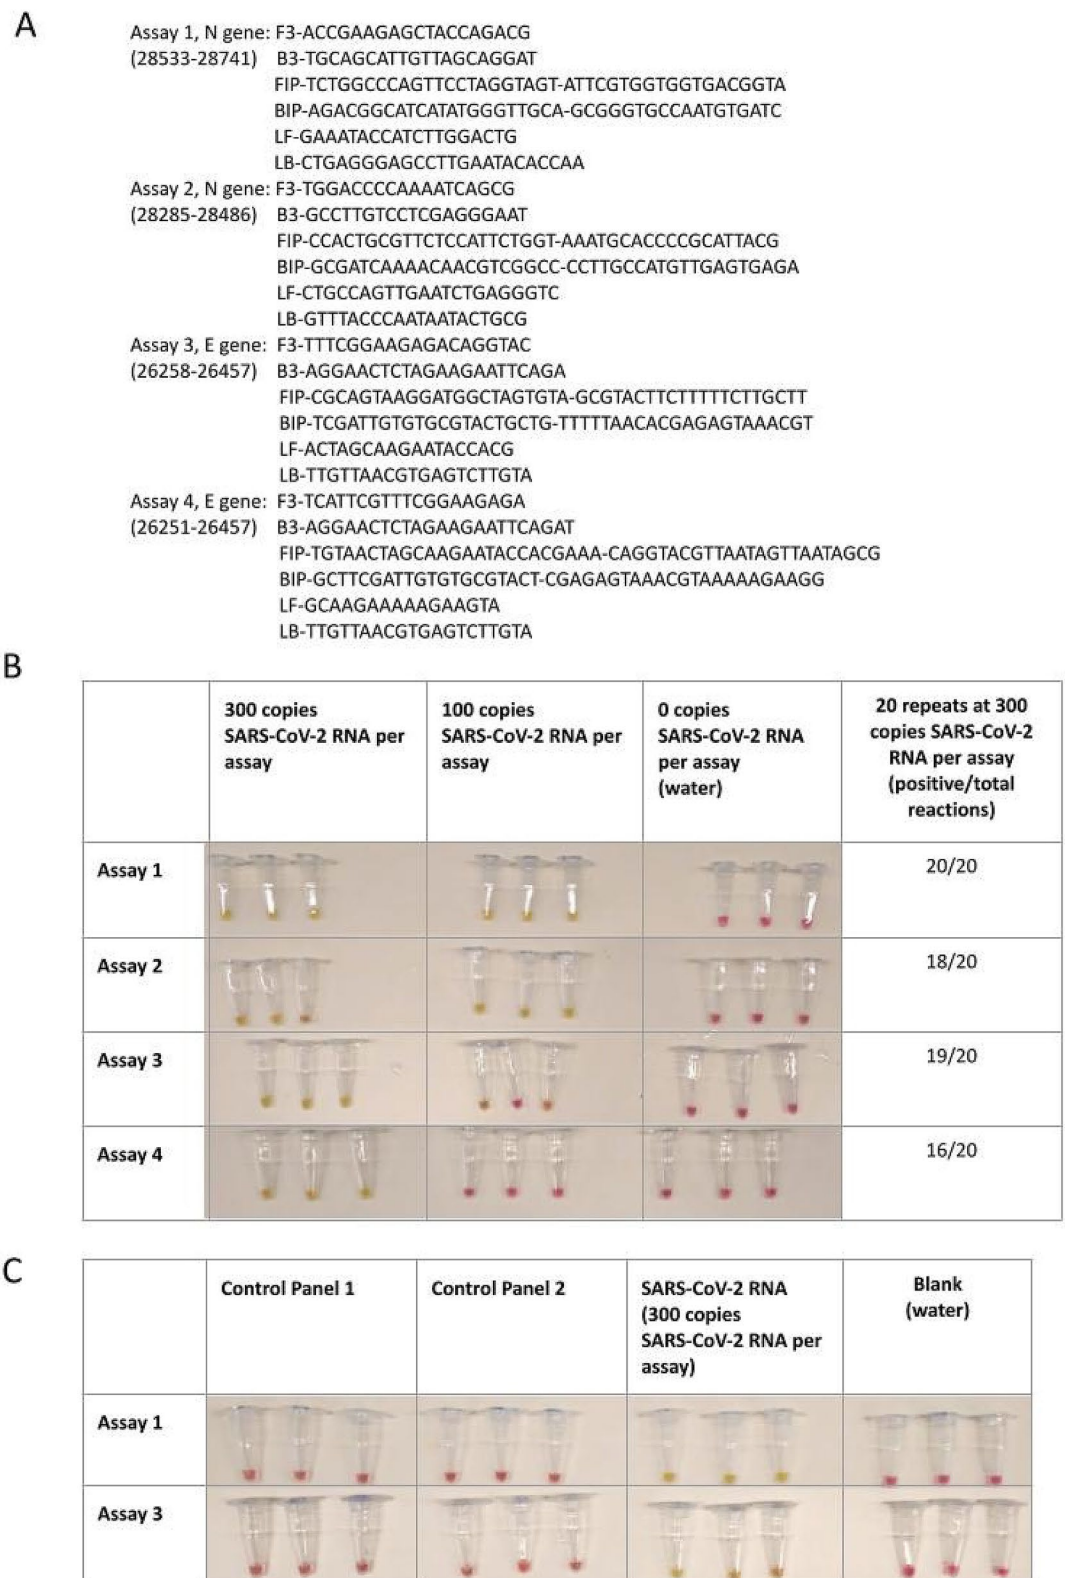 A
Assay 1, N gene: F3-ACCGAAGAGCTACCAGACG
(28533-28741) B3-TGCAGCATTGTTAGCAGGAT
FIP-TCTGGCCCAGTTCCTAGGTAGT-ATTCGTGGTGGTGACGGTA
BIP-AGACGGCATCATATGGGTTGCA-GCGGGTGCCAATGTGATC
LF-GAAATACCATCTTGGACTG
LB-CTGAGGGAGCCTTGAATACACCAA
Assay 2, N gene: F3-TGGACCCCAAAATCAGCG
(28285-28486) B3-GCCTTGTCCTCGAGGGAAT
FIP-CCACTGCGTTCTCCATTCTGGT-AAATGCACCCCGCATTACG
BIP-GCGATCAAAACAACGTCGGCC-CCTTGCCATGTTGAGTGAGA
LF-CTGCCAGTTGAATCTGAGGGTC
LB-GTTTACCCAATAATACTGCG
Assay 3, E gene: F3-TTTCGGAAGAGACAGGTAC
(26258-26457) B3-AGGAACTCTAGAAGAATTCAGA
FIP-CGCAGTAAGGATGGCTAGTGTA-GCGTACTTCTTTTTCTTGCTT
BIP-TCGATTGTGTGCGTACTGCTG-TTTTTAACACGAGAGTAAACGT
LF-ACTAGCAAGAATACCACG
LB-TTGTTAACGTGAGTCTTGTA
Assay 4, E gene: F3-TCATTCGTTTCGGAAGAGA
(26251-26457) B3-AGGAACTCTAGAAGAATTCAGAT
FIP-TGTAACTAGCAAGAATACCACGAAA-CAGGTACGTTAATAGTTAATAGCG
BIP-GCTTCGATTGTGTGCGTACT-CGAGAGTAAACGTAAAAAGAAGG
LF-GCAAGAAAAAGAAGTA
LB-TTGTTAACGTGAGTCTTGTA
B
300 copies
SARS-CoV-2 RNA per
assay
100 copies
SARS-CoV-2 RNA per
assay
0 copies
SARS-CoV-2 RNA
per assay
(water)
20 repeats at 300
copies SARS-CoV-2
RNA per assay
(positive/total
reactions)
Assay 1
20/20
Assay 2
18/20
Assay 3
19/20
Assay 4
16/20
C
Control Panel 1
Control Panel 2
SARS-CoV-2 RNA
(300 copies
SARS-CoV-2 RNA per
assay)
Blank
(water)
Assay 1
Assay 3